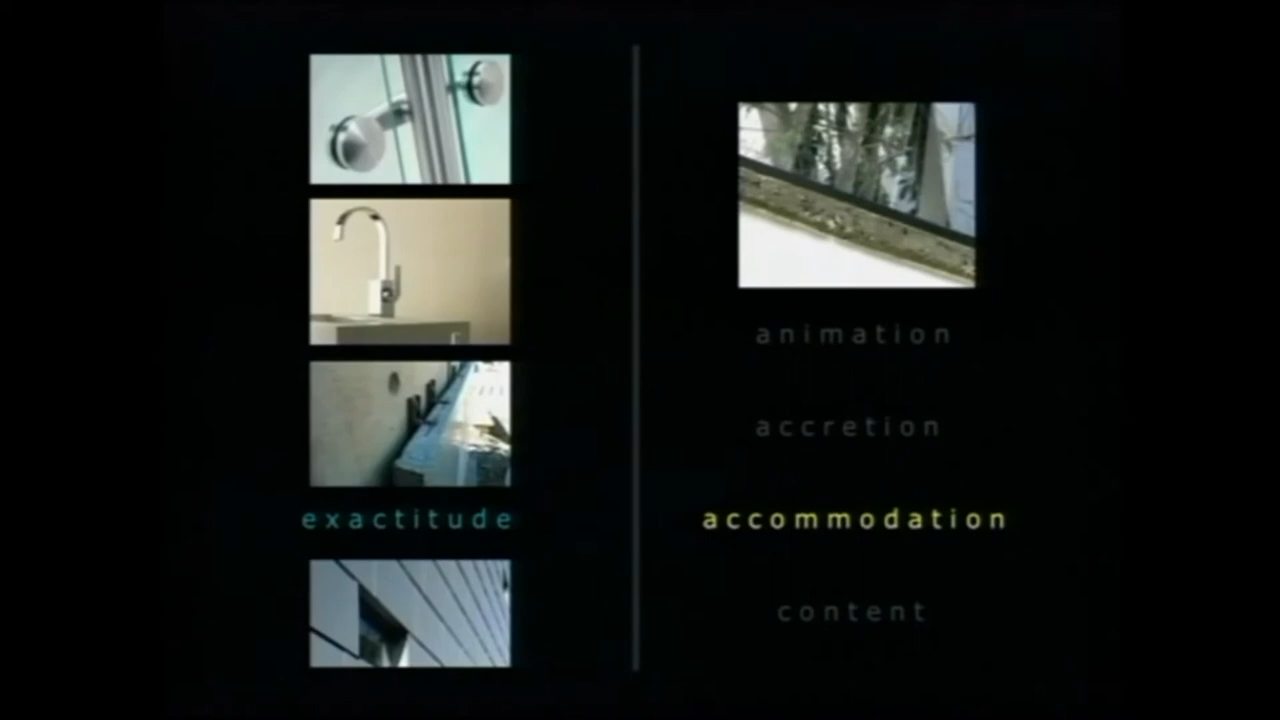 exactitude
animation
accretion
accommodation
content